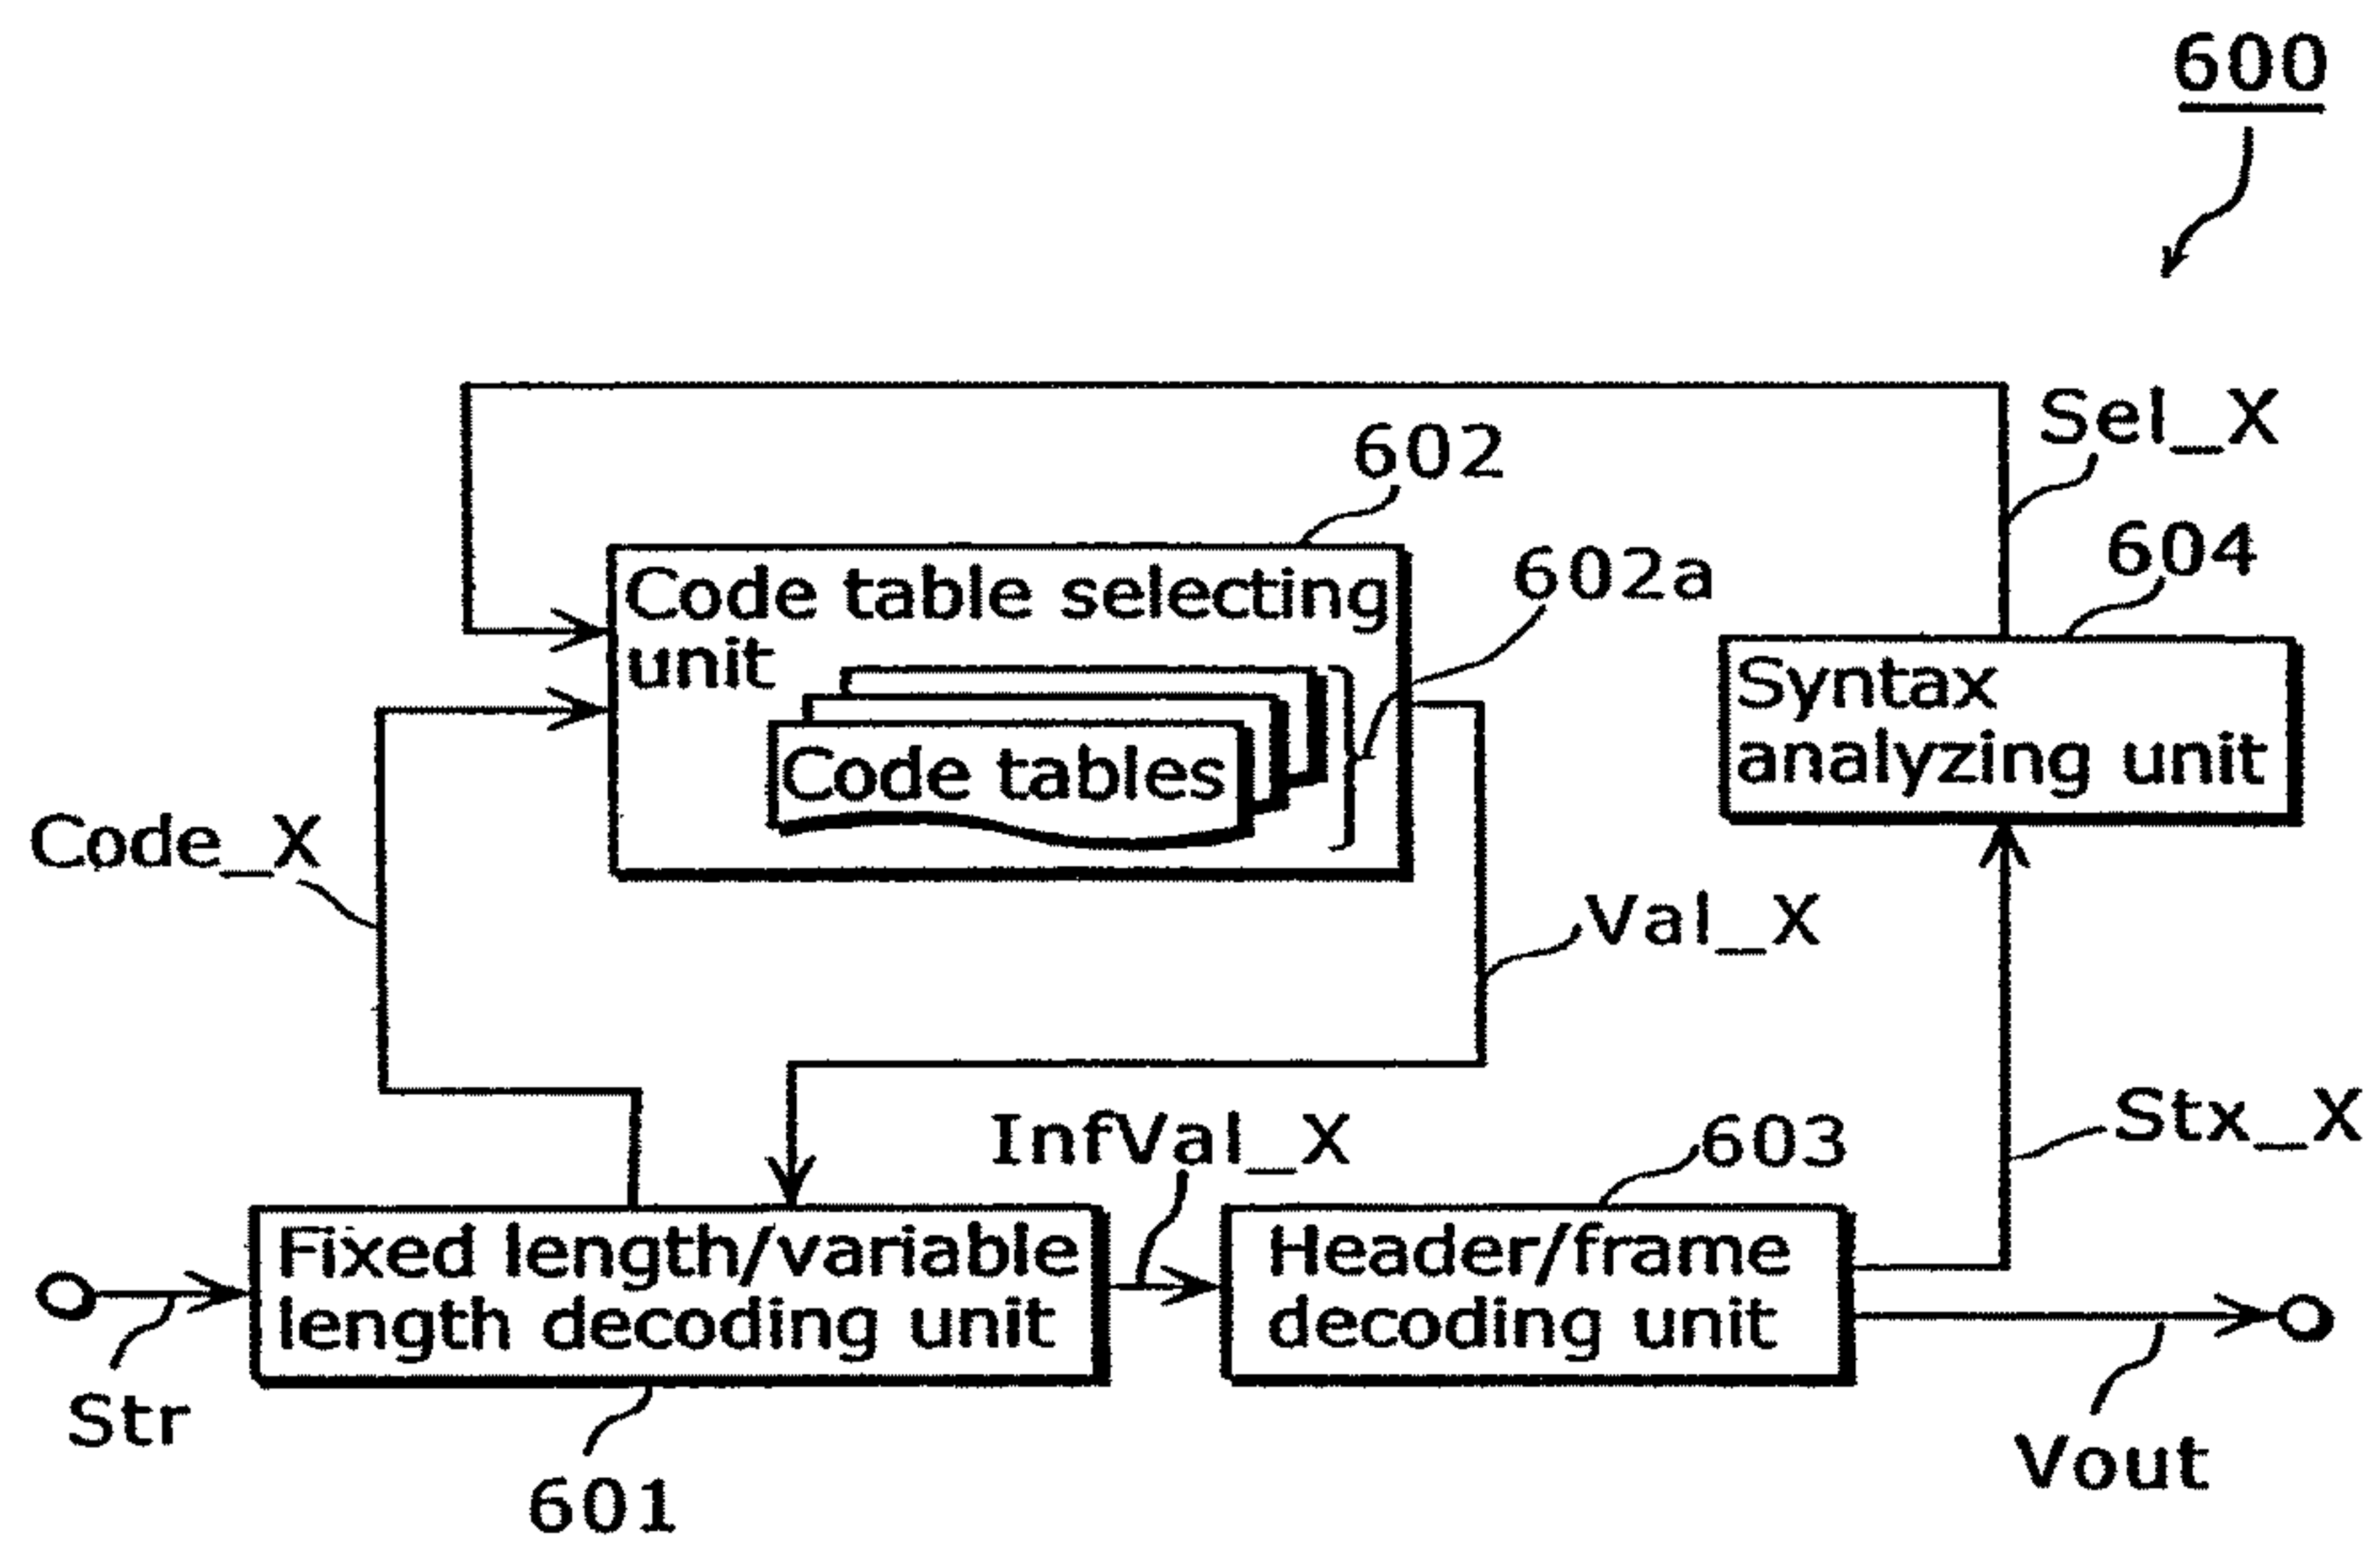 600
Sel_X
602
602a
604
Code table selecting
unit
Code tables
Syntax
analyzing unit
Code_X
Val_X
InfVal_X
603
Stx_X
Fixed length/variable
length decoding unit
Header/frame
decoding unit
Str
601
Vout